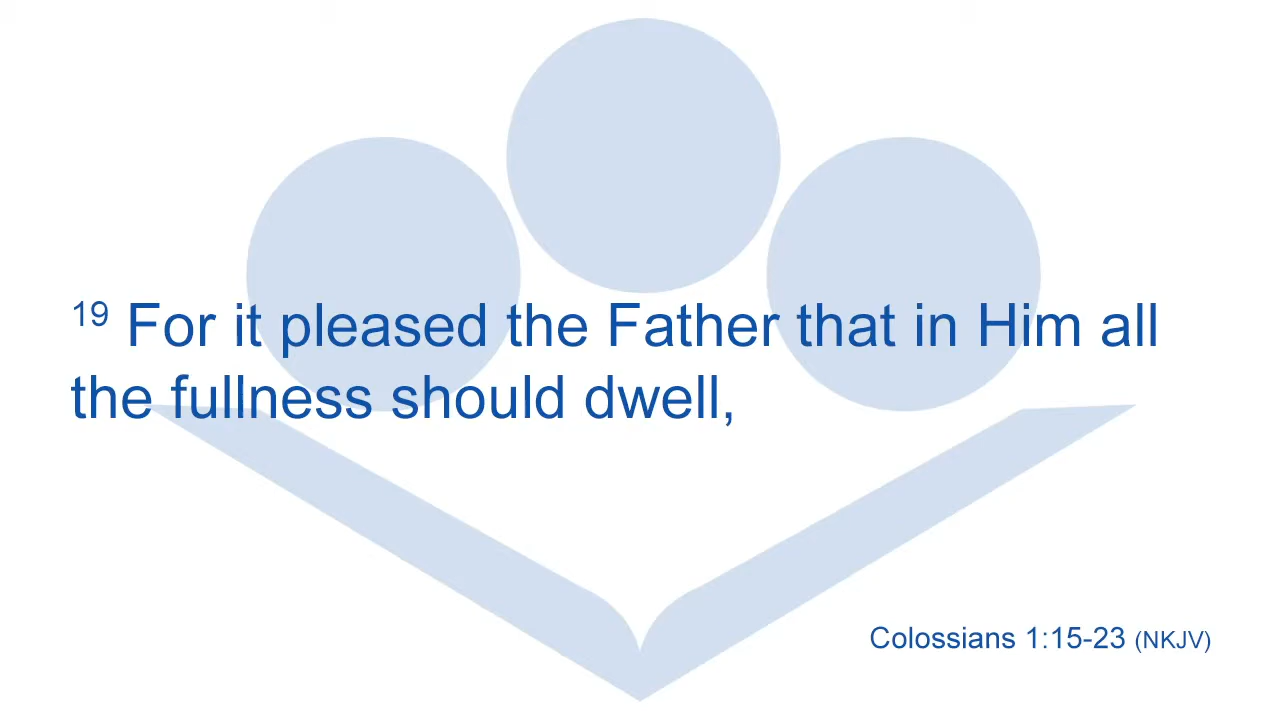 19 For it pleased the Father that in Him all
the fullness should dwell,
Colossians 1:15-23 (NKJV)